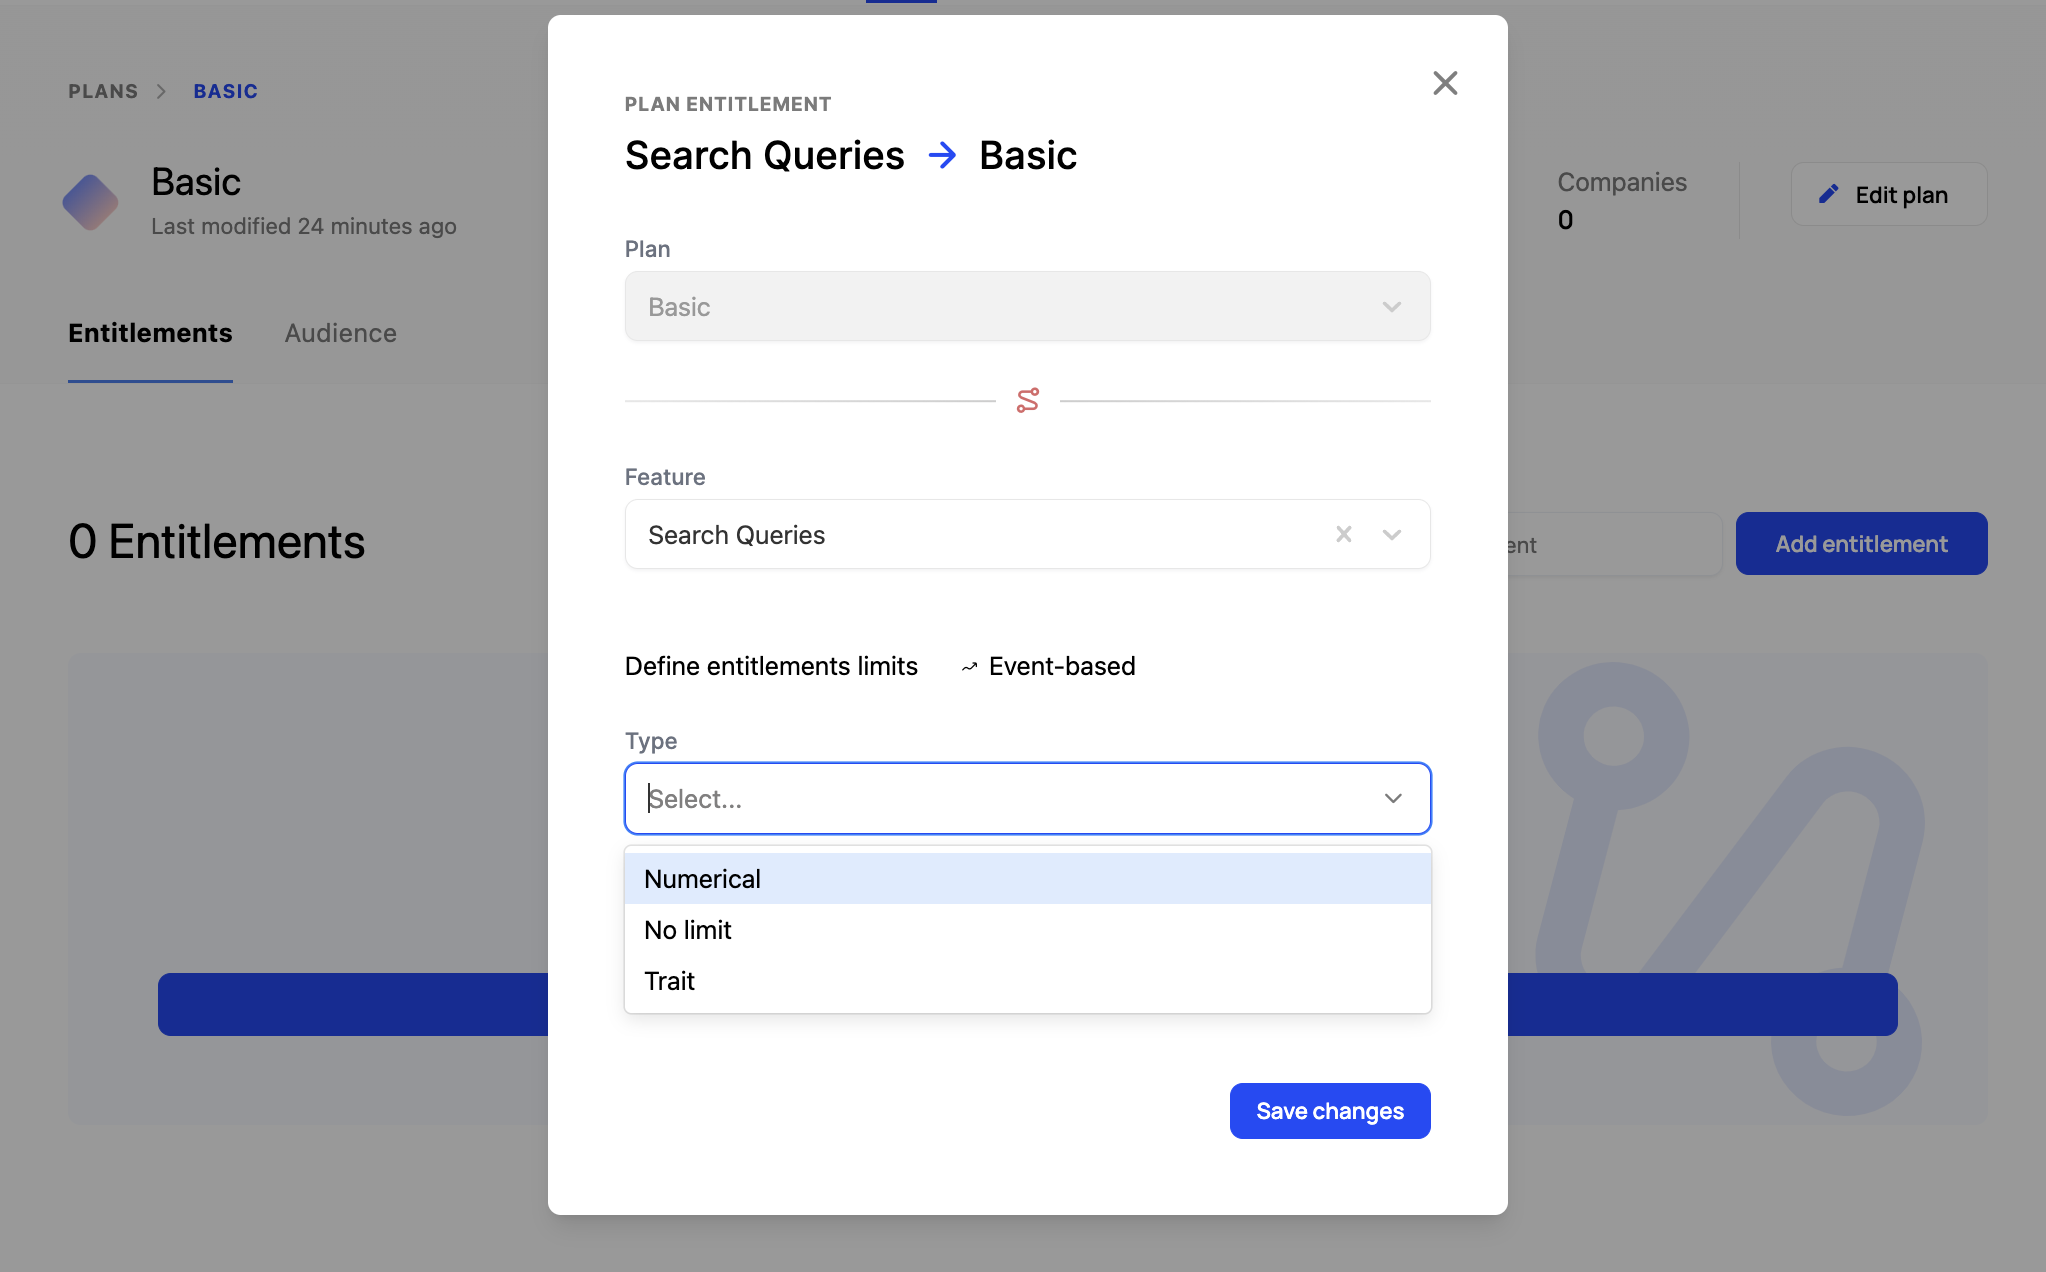 PLANS > BASIC
Basic
Last modified 24 minutes ago
Companies
0
Edit plan
Entitlements
Audience
0 Entitlements
ent
Add entitlement
PLAN ENTITLEMENT
Search Queries → Basic
Plan
Basic
Feature
Search Queries
Define entitlements limits
Event-based
Type
Select...
Numerical
No limit
Trait
Save changes